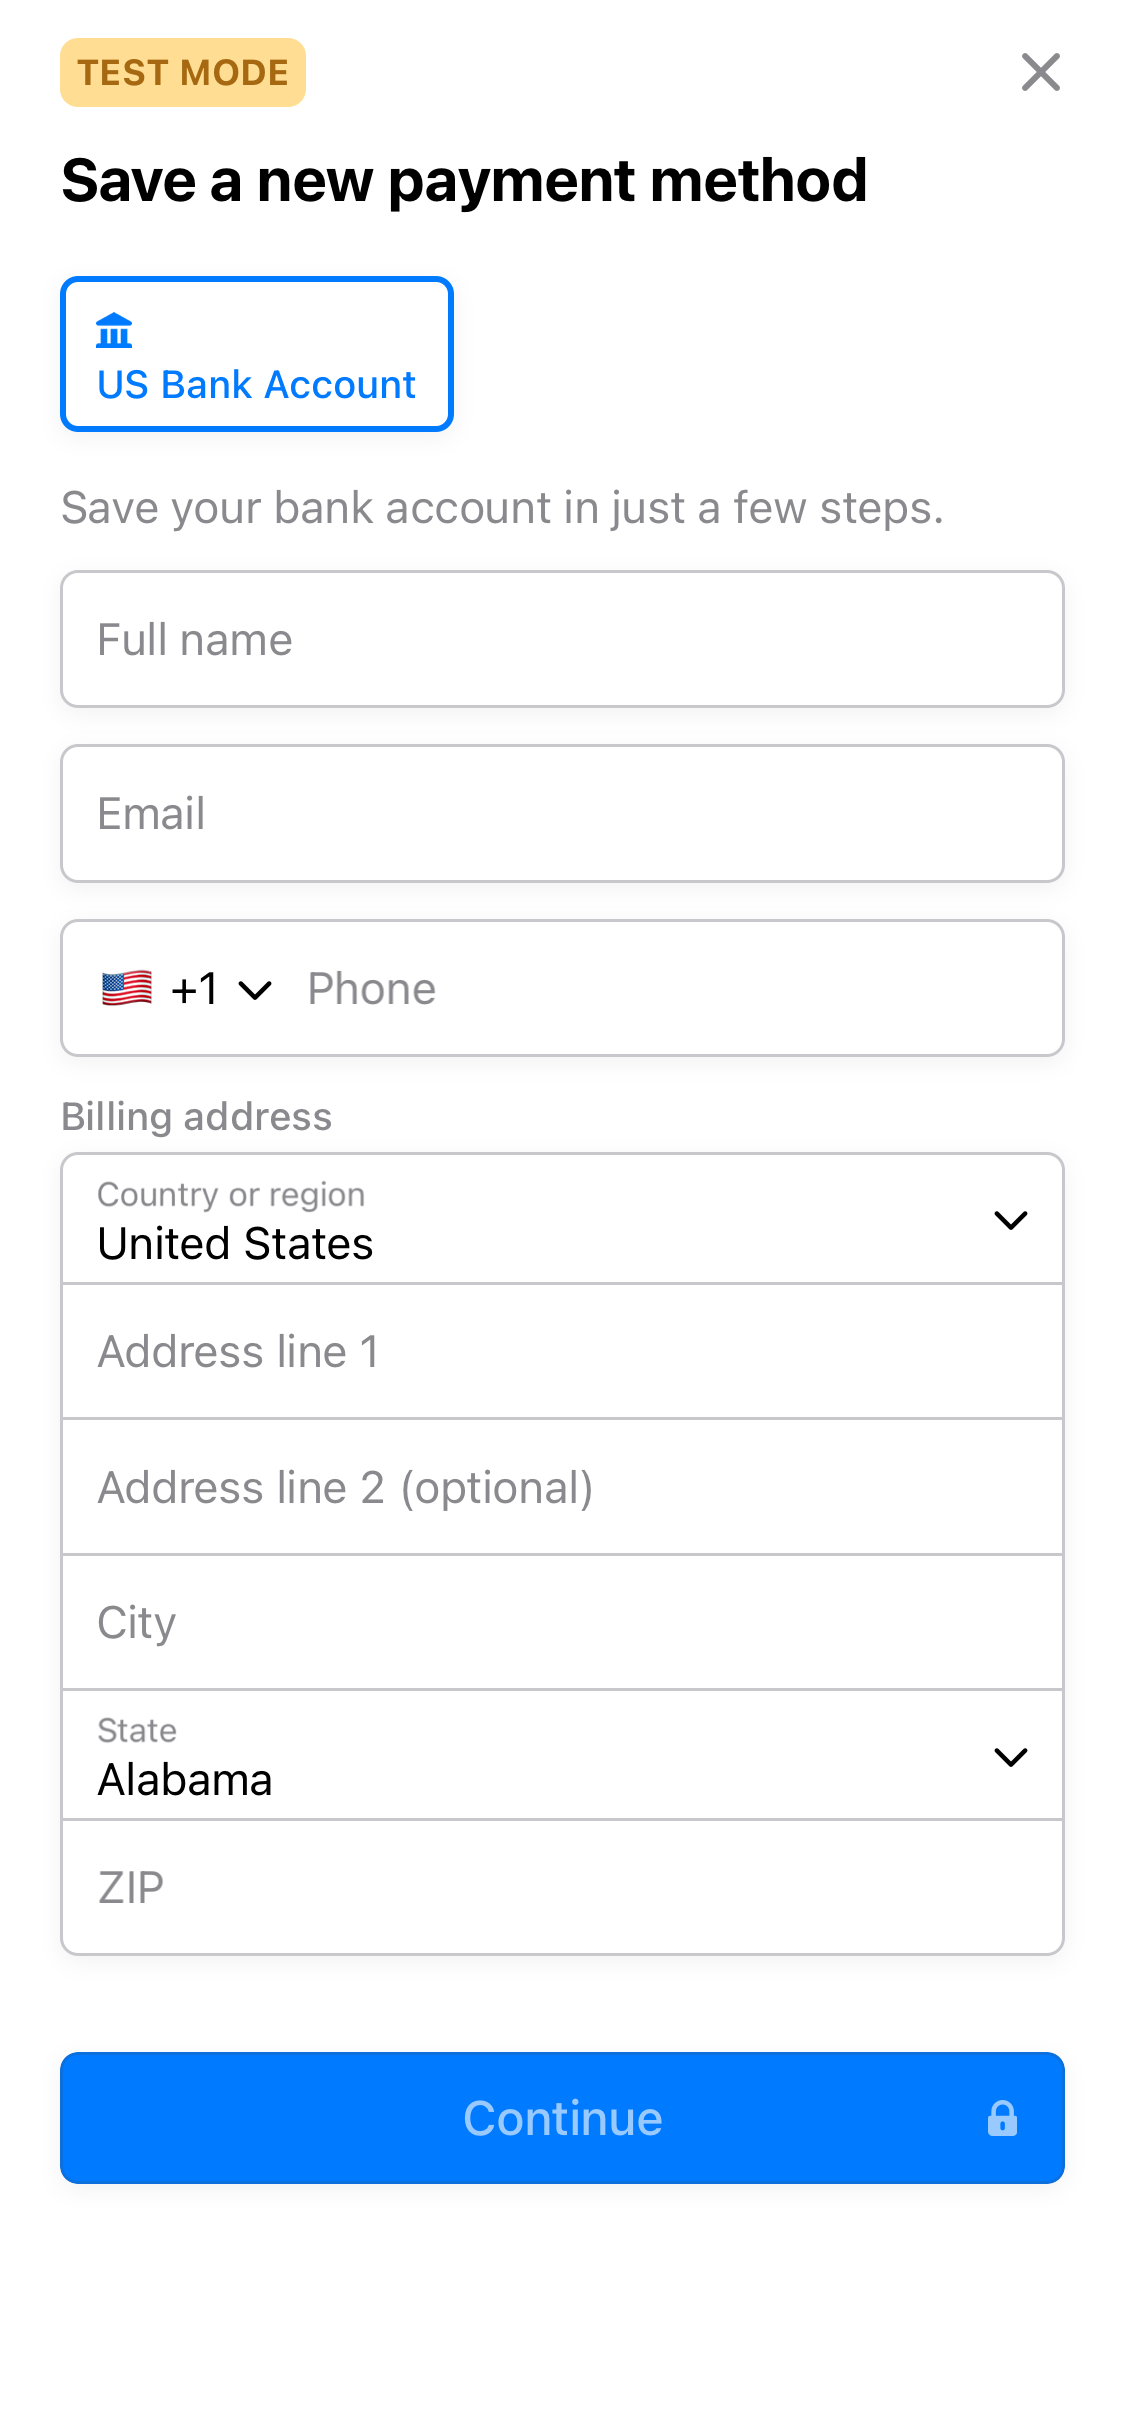 TEST MODE
Save a new payment method
US Bank Account
Save your bank account in just a few steps.
Full name
Email
🇺🇸 +1 Phone
Billing address
Country or region
United States
Address line 1
Address line 2 (optional)
City
State
Alabama
ZIP
Continue